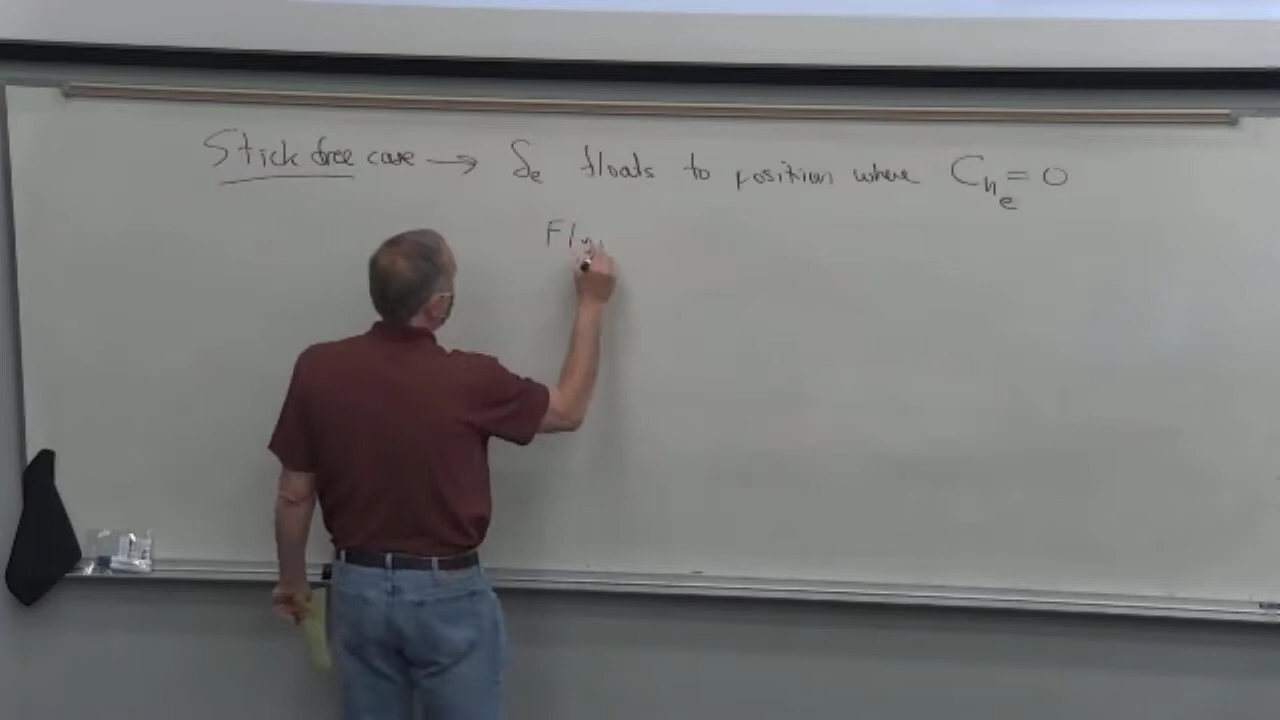 Stick free case → δe floats to position where Che = 0